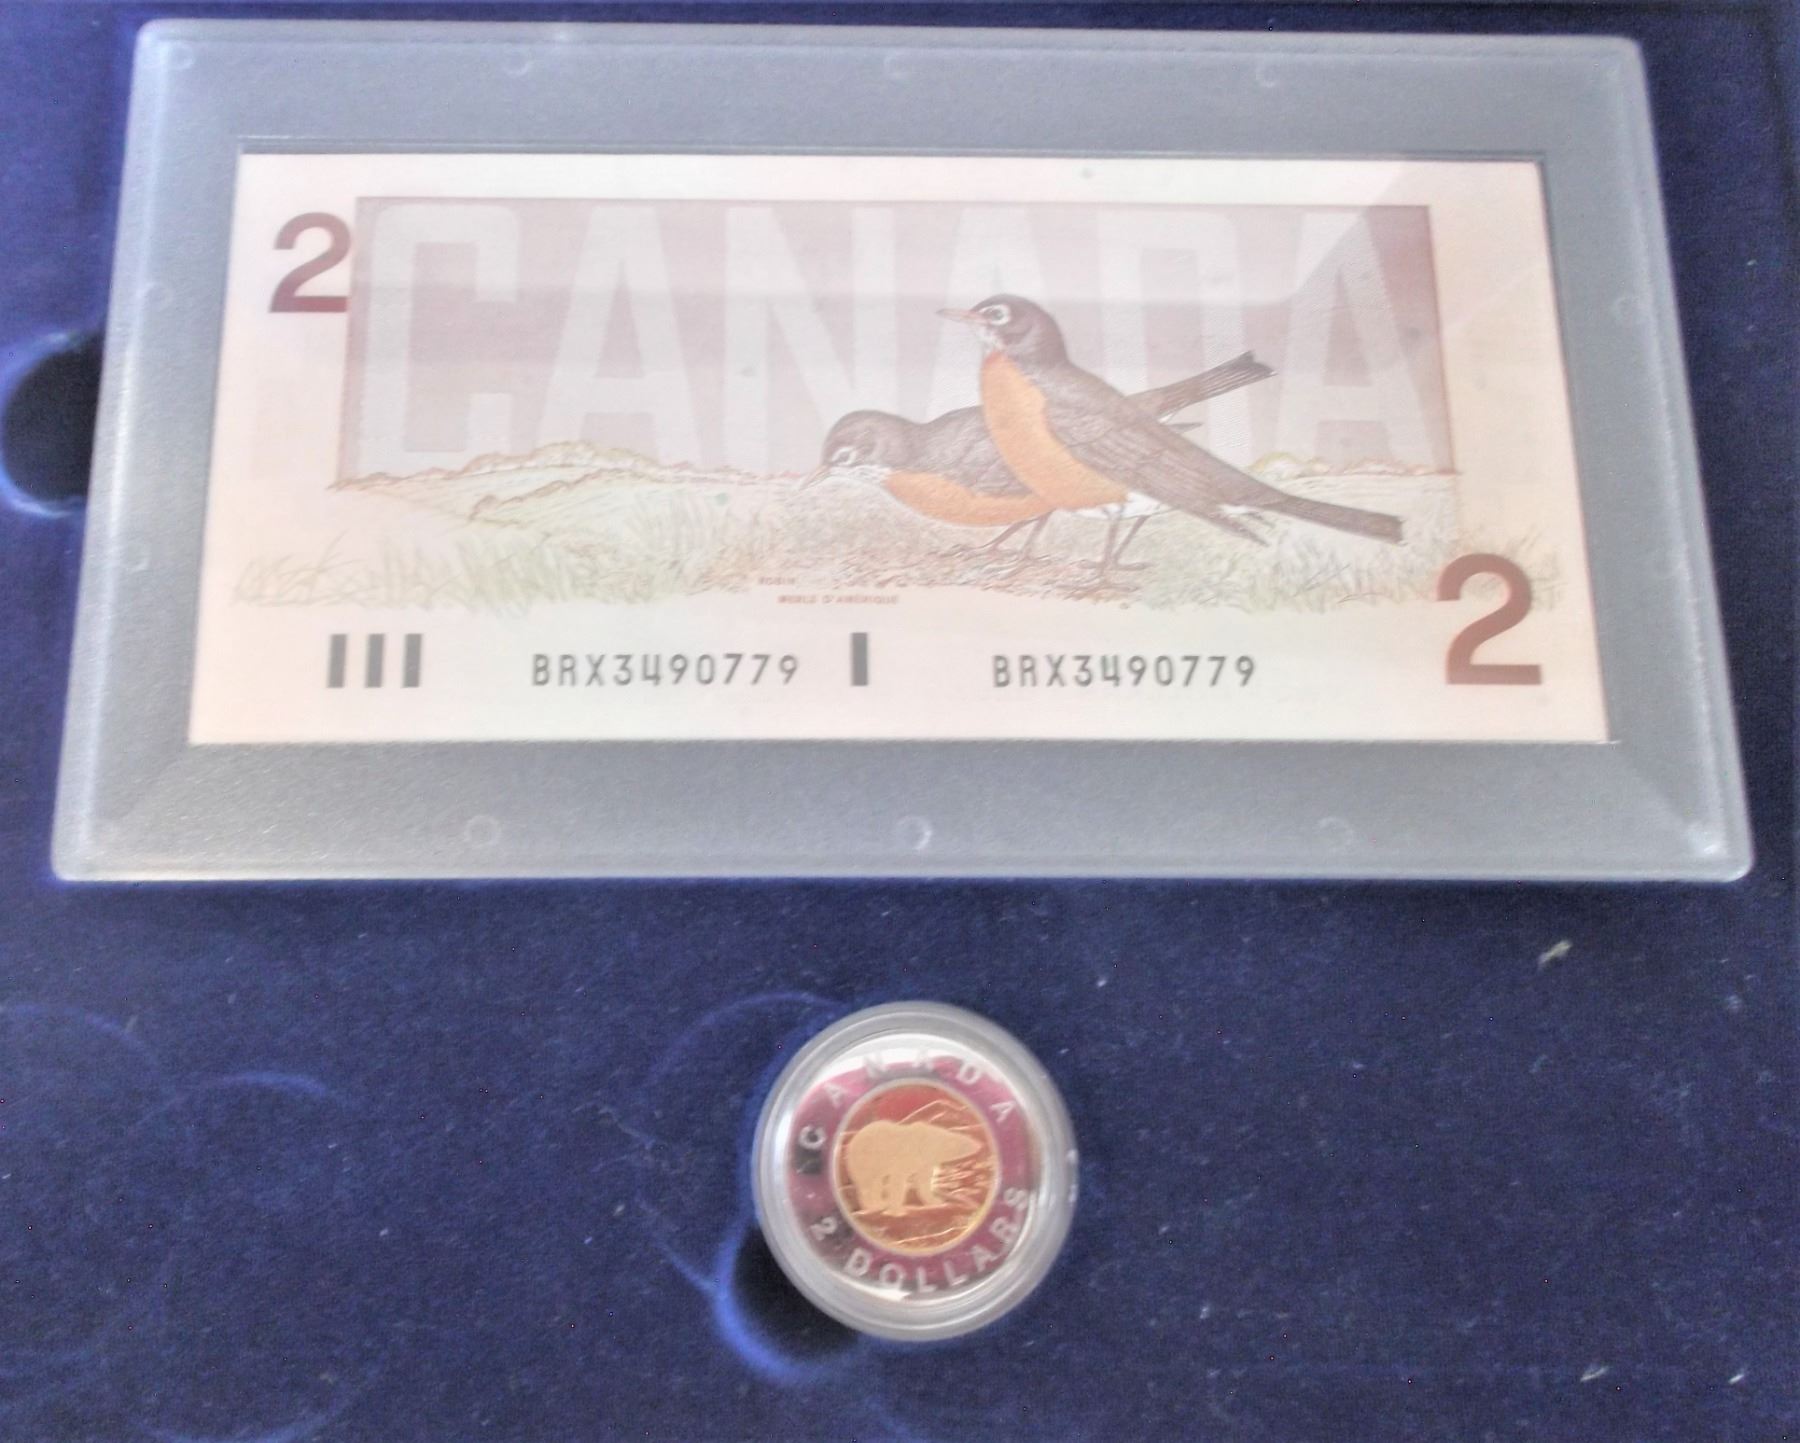 2
CANADA
ROBIN
MERLE D'AMÉRIQUE
2
BRX3490779 BRX3490779
CANADA
2 DOLLARS